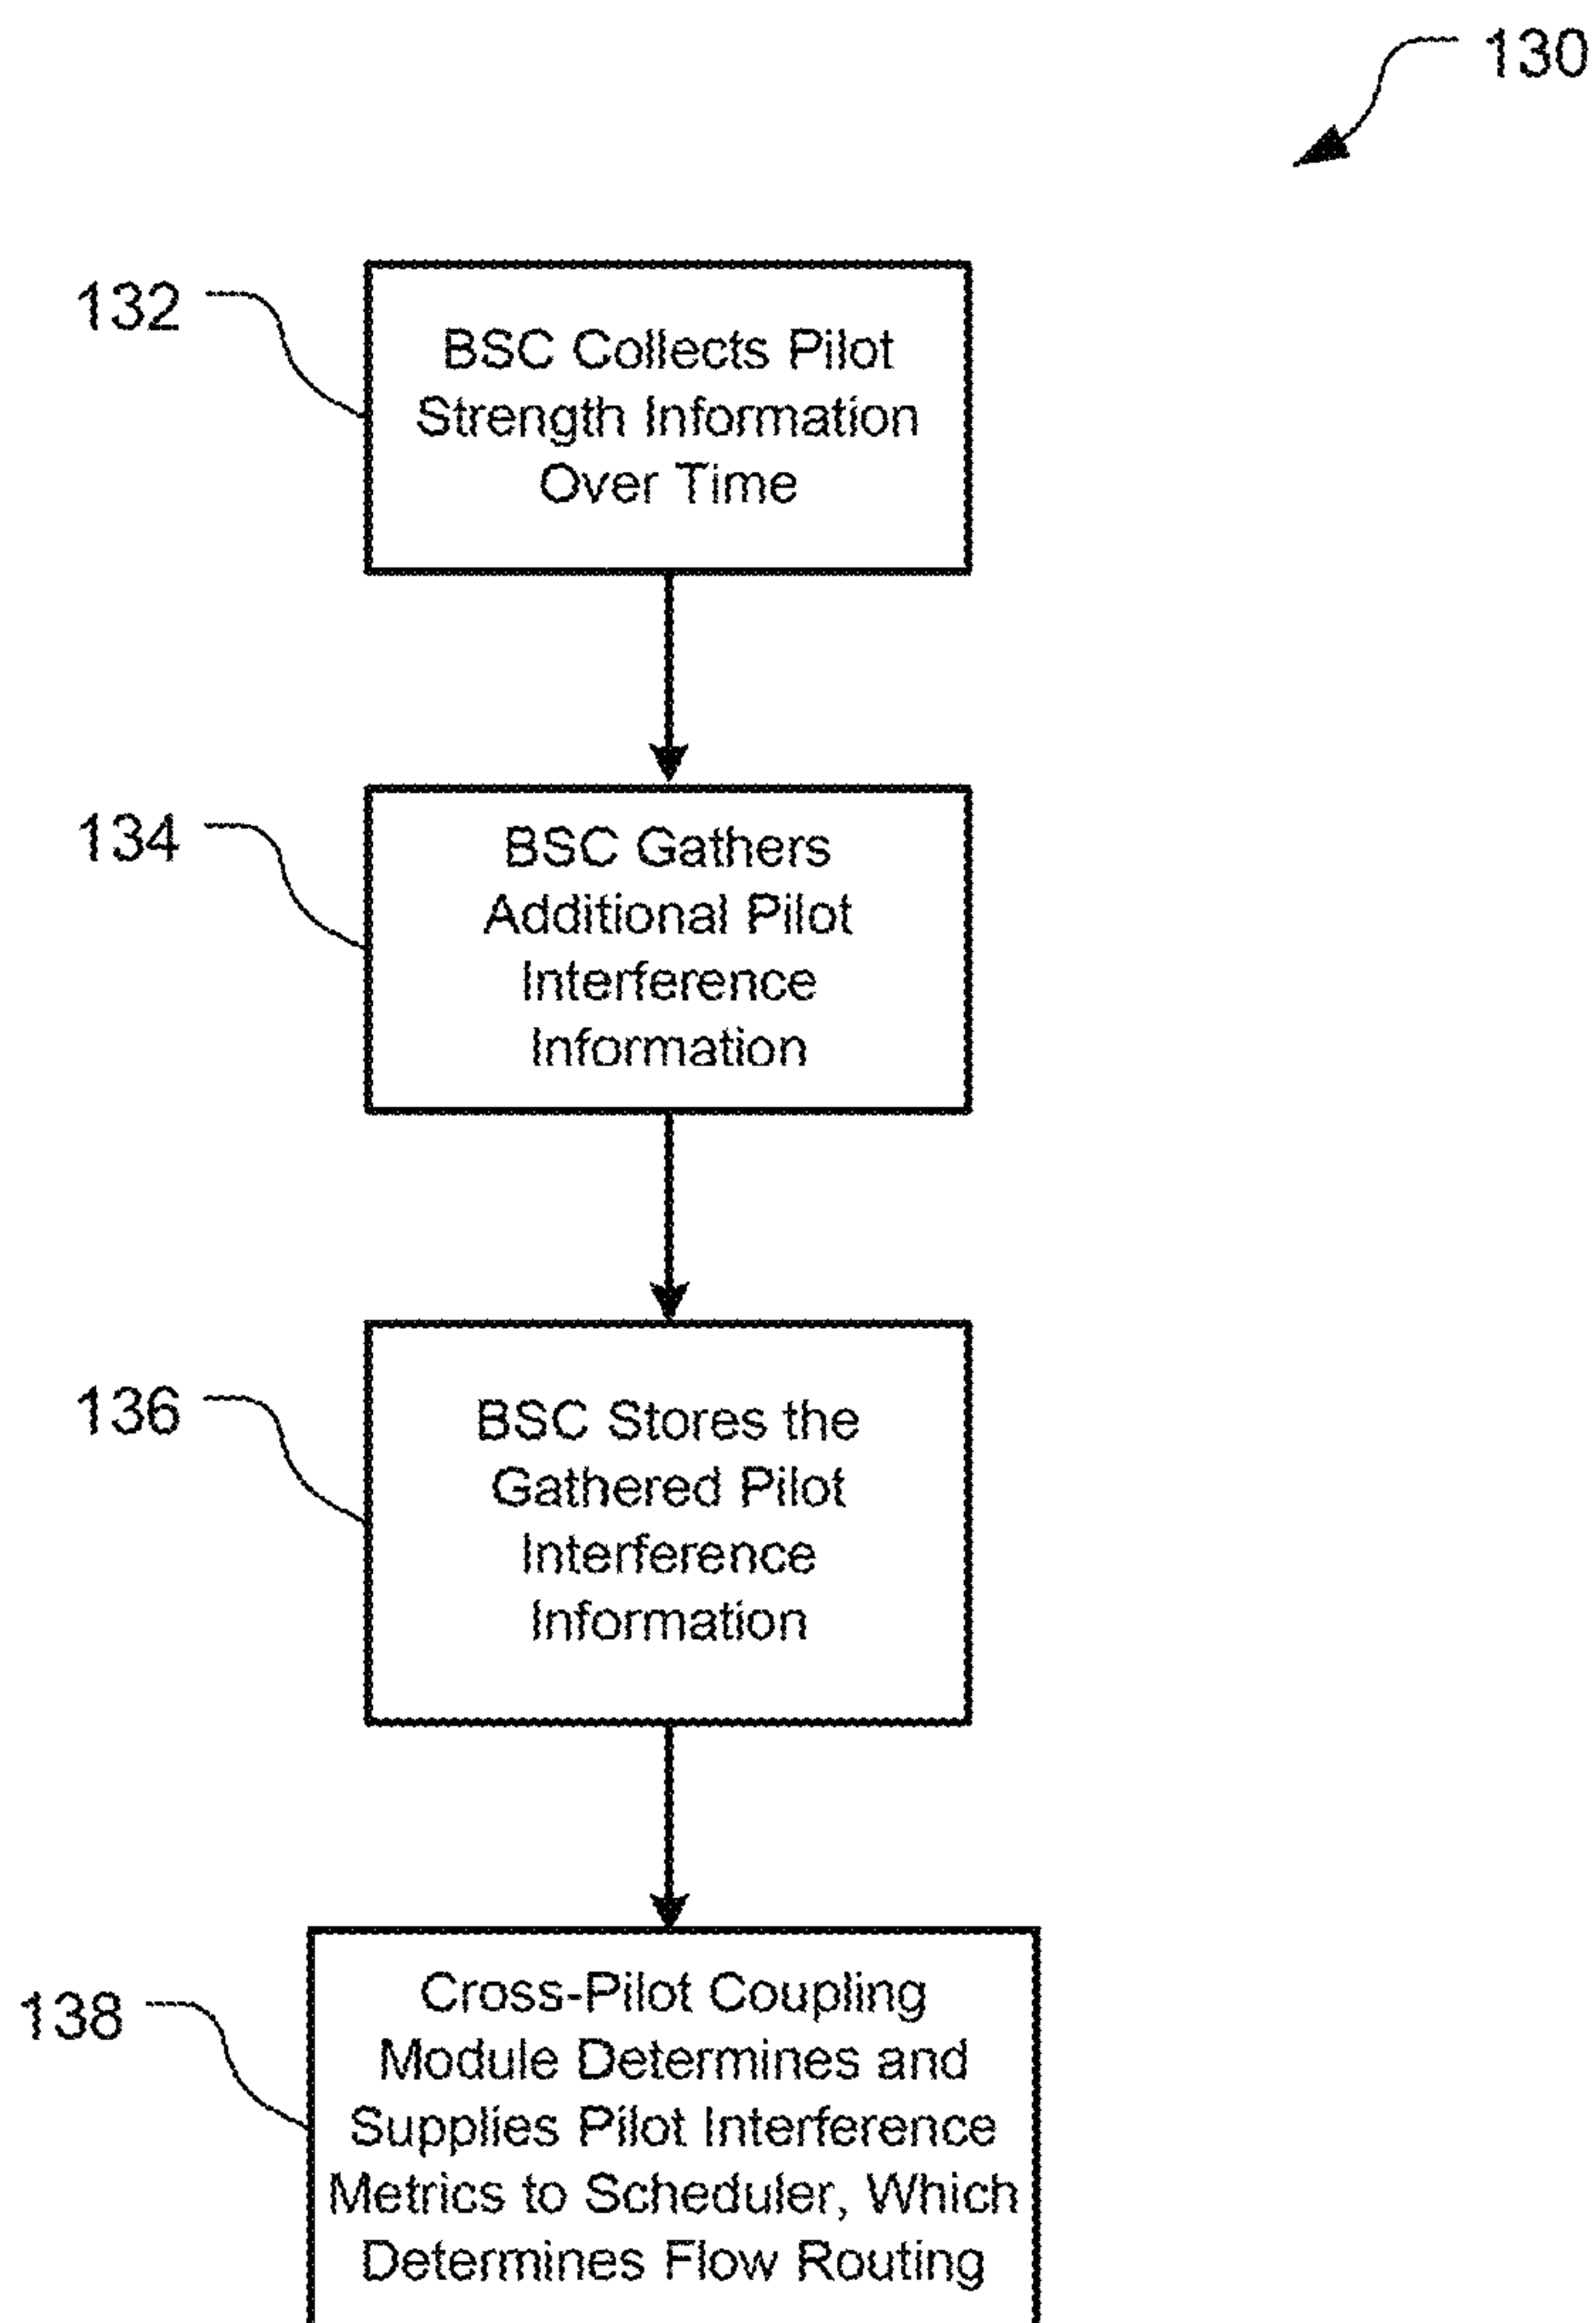 130
132
BSC Collects Pilot
Strength Information
Over Time
134
BSC Gathers
Additional Pilot
Interference
Information
136
BSC Stores the
Gathered Pilot
Interference
Information
138
Cross-Pilot Coupling
Module Determines and
Supplies Pilot Interference
Metrics to Scheduler, Which
Determines Flow Routing